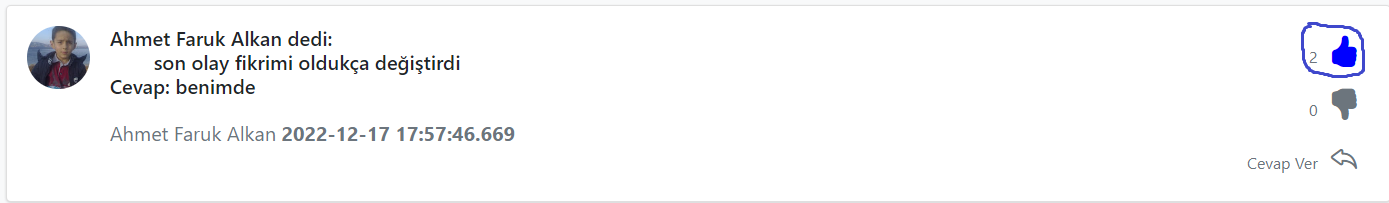 Ahmet Faruk Alkan dedi:
son olay fikrimi oldukça değiştirdi
Cevap: benimde
Ahmet Faruk Alkan 2022-12-17 17:57:46.669
2
0
Cevap Ver